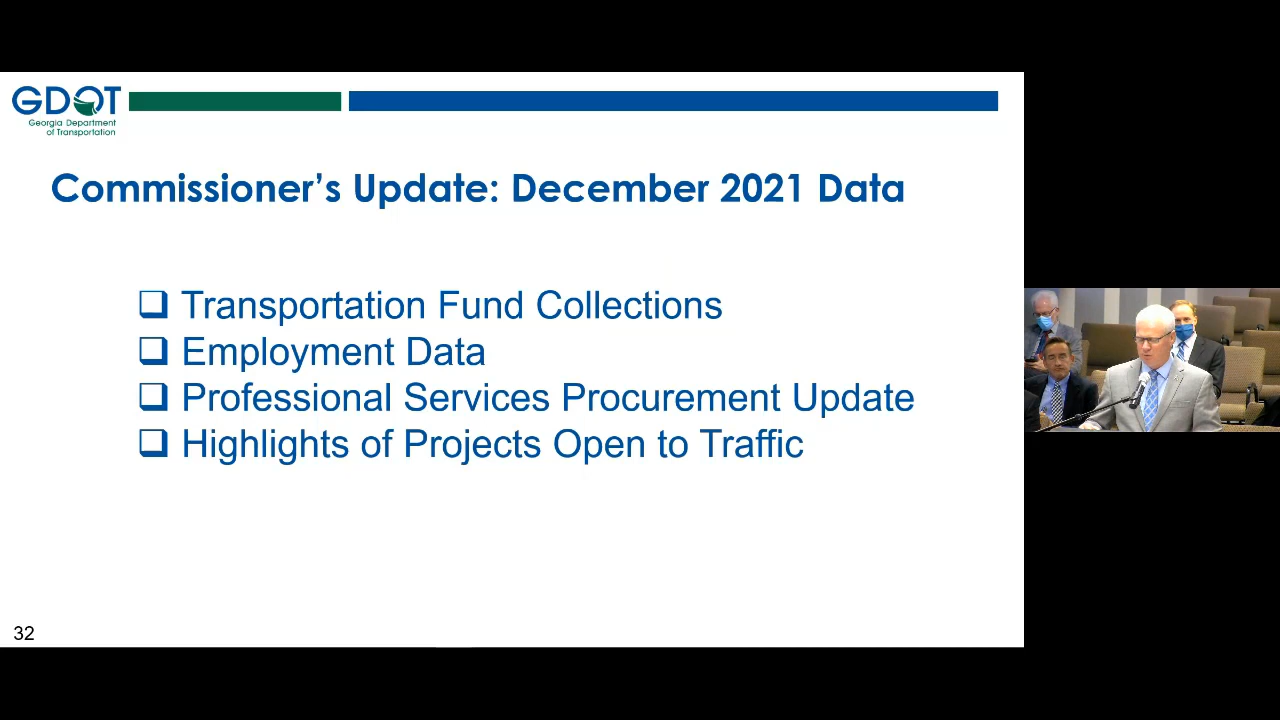 GDOT
Georgia Department
of Transportation
Commissioner’s Update: December 2021 Data
❑ Transportation Fund Collections
❑ Employment Data
❑ Professional Services Procurement Update
❑ Highlights of Projects Open to Traffic
32